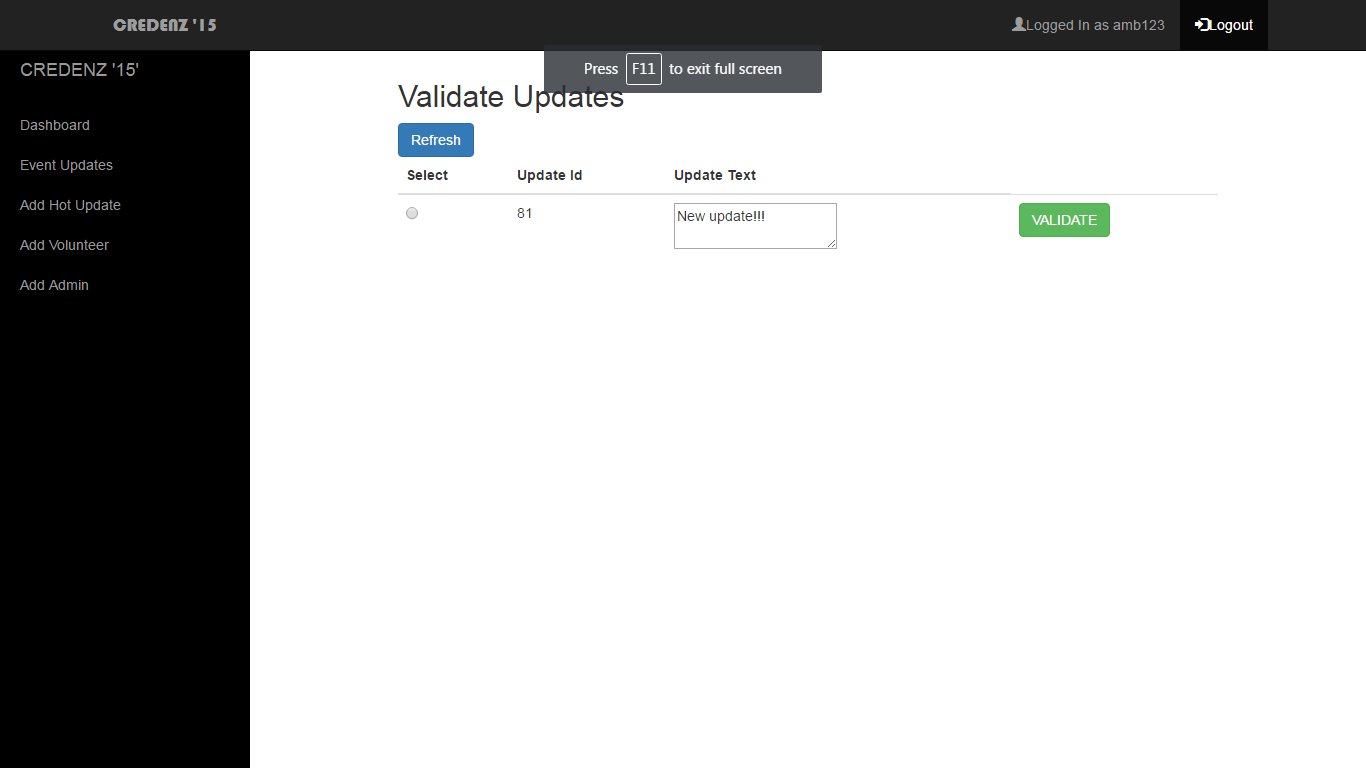 CREDENZ '15
Logged In as amb123
Logout
Press F11 to exit full screen
CREDENZ '15'
Dashboard
Event Updates
Add Hot Update
Add Volunteer
Add Admin
Validate Updates
Refresh
Select Update Id Update Text
81 New update!!! VALIDATE